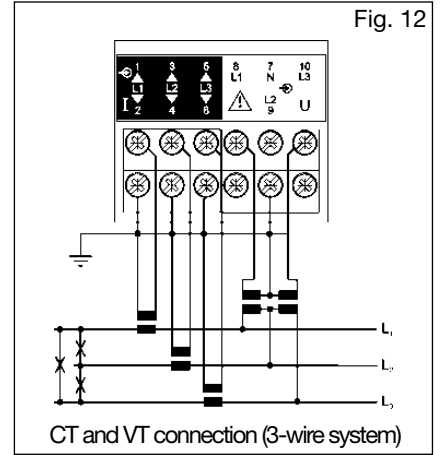 Fig. 12
1 3 5 8 7 10
L1 N L3
L1 L2 L3
L2
I 2 4 6 9 U
L1
L2
L3
CT and VT connection (3-wire system)